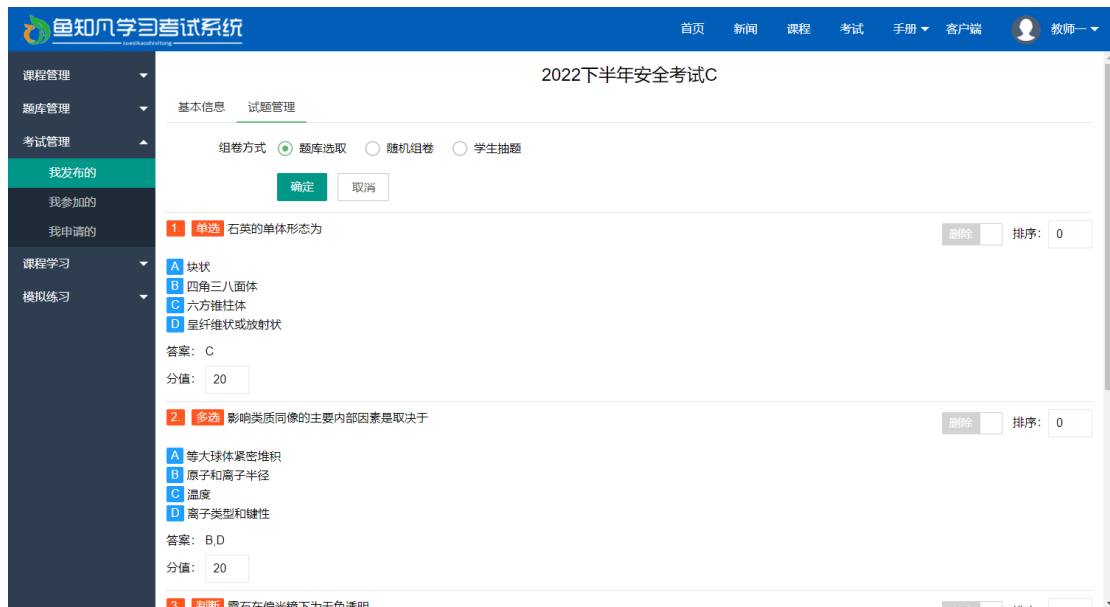 鱼知凡学习考试系统
xuexikaoshixitong
首页 新闻 课程 考试 手册 客户端 教师一
课程管理
题库管理
考试管理
我发布的
我参加的
我申请的
课程学习
模拟练习
2022下半年安全考试C
基本信息 试题管理
组卷方式 题库选取 随机组卷 学生抽题
确定 取消
1. 单选 石英的单体形态为 删除 排序: 0
A 块状
B 四角三八面体
C 六方锥柱体
D 呈纤维状或放射状
答案: C
分值: 20
2. 多选 影响类质同像的主要内部因素是取决于 删除 排序: 0
A 等大球体紧密堆积
B 原子和离子半径
C 温度
D 离子类型和键性
答案: B,D
分值: 20
3. 判断